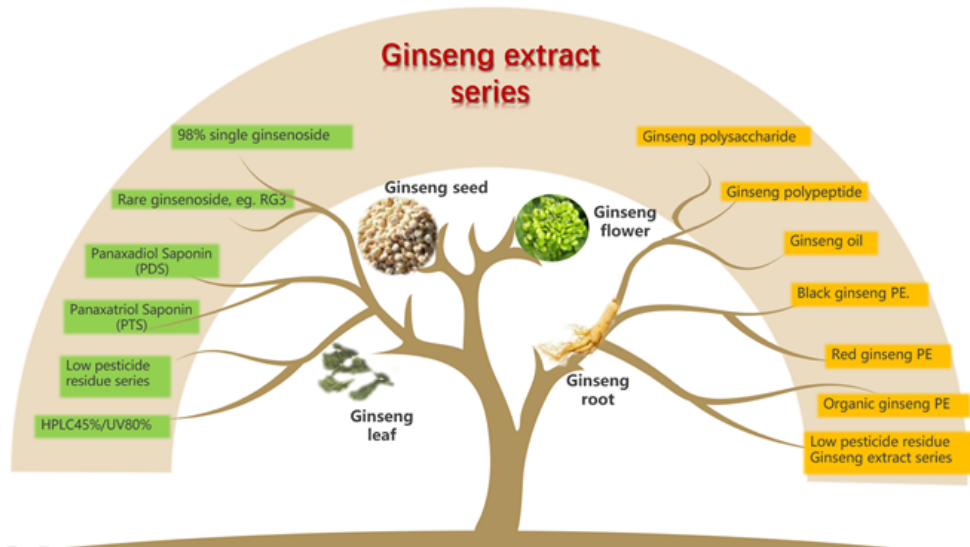 Ginseng extract
series
98% single ginsenoside
Rare ginsenoside, eg. RG3
Panaxadiol Saponin
(PDS)
Panaxatriol Saponin
(PTS)
Low pesticide
residue series
HPLC45%/UV80%
Ginseng seed
Ginseng
flower
Ginseng
leaf
Ginseng
root
Ginseng polysaccharide
Ginseng polypeptide
Ginseng oil
Black ginseng PE.
Red ginseng PE
Organic ginseng PE
Low pesticide residue
Ginseng extract series